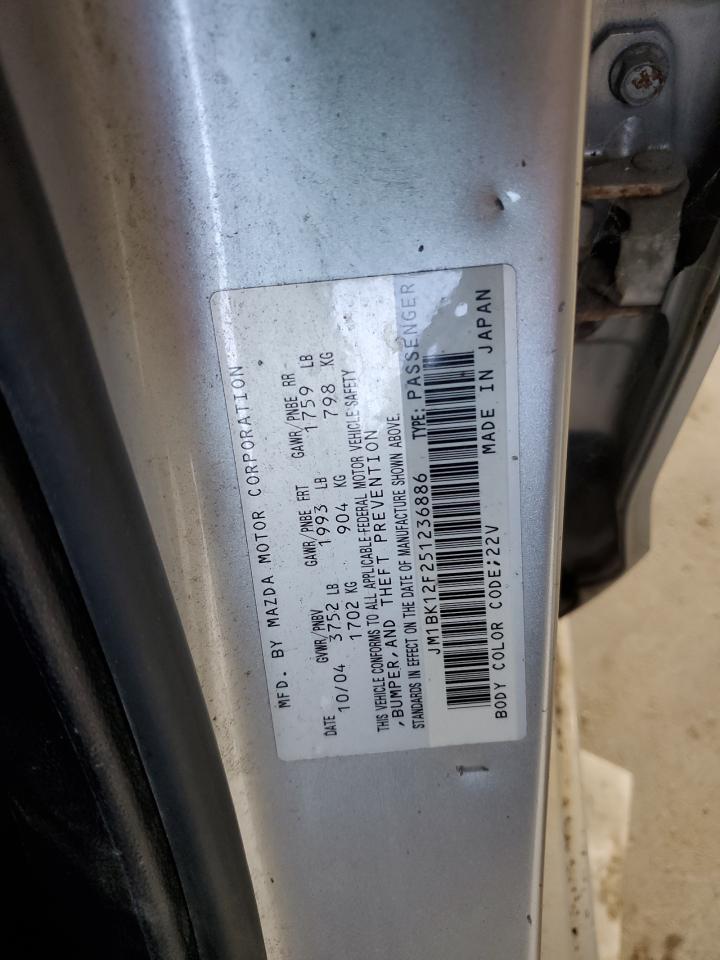 MFD. BY MAZDA MOTOR CORPORATION
DATE GVWR/PNBV GAWR/PNBE FRT GAWR/PNBE RR
10/04 3752 LB 1993 LB 1759 LB
1702 KG 904 KG 798 KG
THIS VEHICLE CONFORMS TO ALL APPLICABLE FEDERAL MOTOR VEHICLE SAFETY
,BUMPER,AND THEFT PREVENTION
STANDARDS IN EFFECT ON THE DATE OF MANUFACTURE SHOWN ABOVE.
JM1BK12F251236886 TYPE: PASSENGER
BODY COLOR CODE;22V MADE IN JAPAN